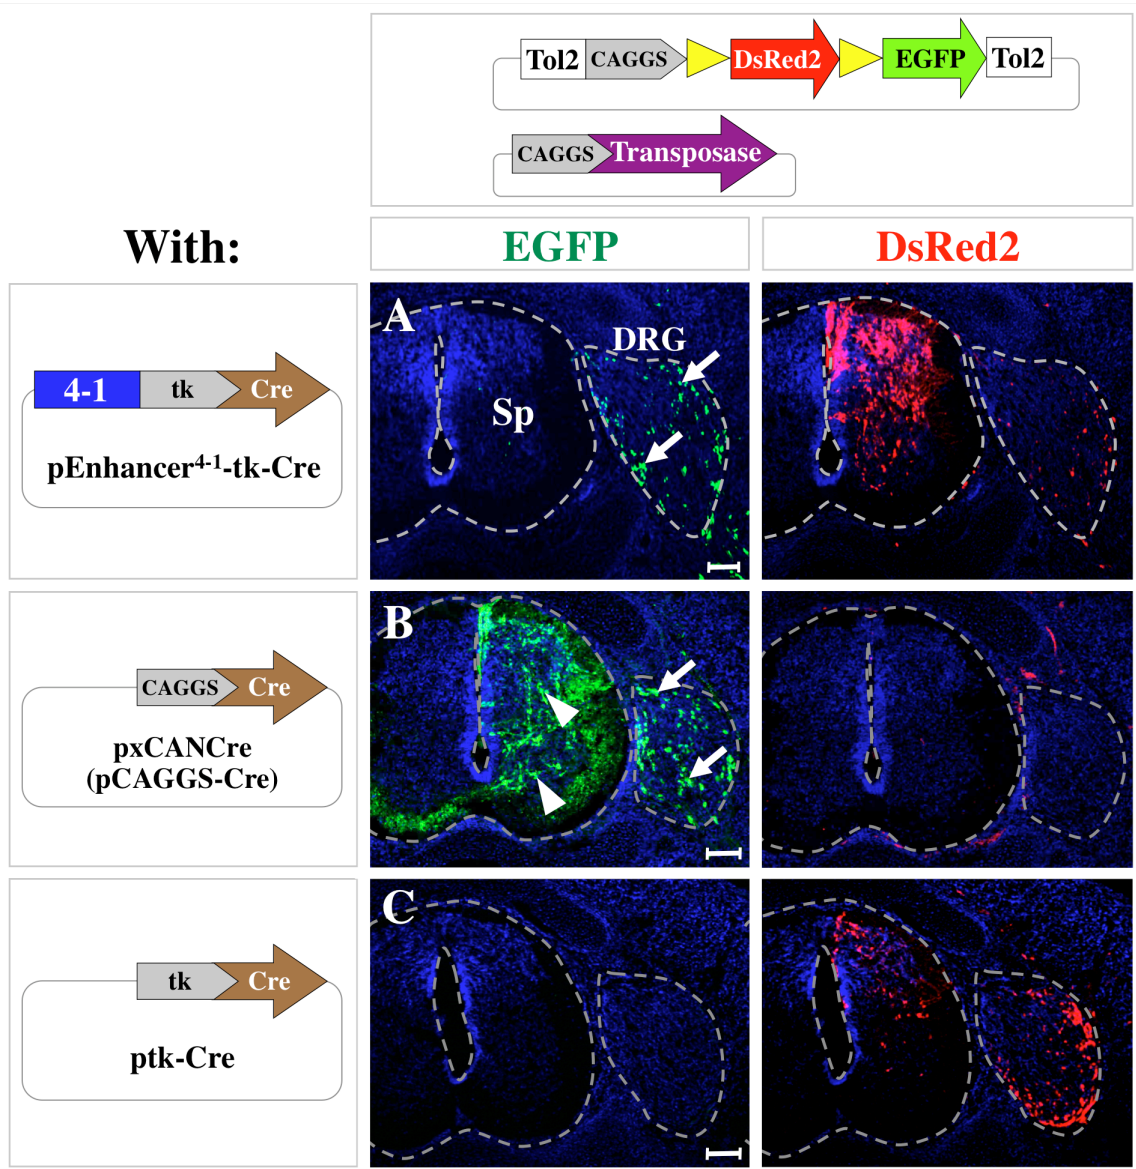 Tol2 CAGGS DsRed2 EGFP Tol2
CAGGS Transposase
With: EGFP DsRed2
4-1 tk Cre
pEnhancer⁴⁻¹-tk-Cre
A DRG
Sp
CAGGS Cre
pxCANCre
(pCAGGS-Cre)
B
tk Cre
ptk-Cre
C